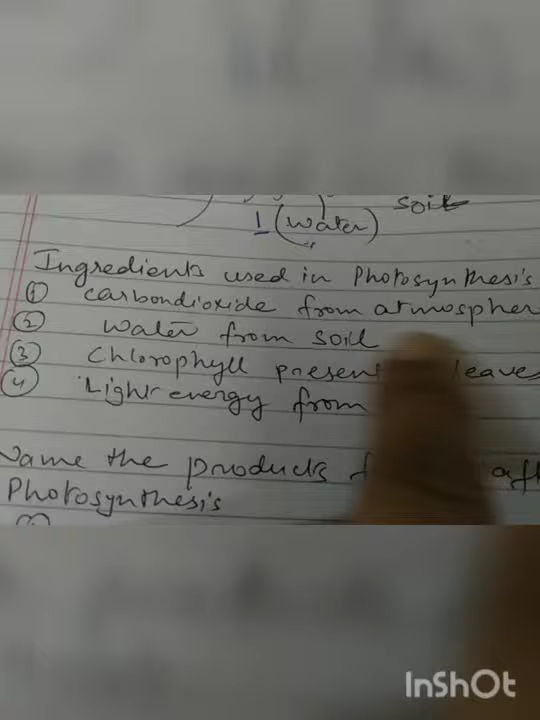 soil
1 (water)
Ingredients used in Photosynthesis
① carbondioxide from atmospher
② water from soil
③ Chlorophyll present leaves
④ Light energy from
Name the products aft
Photosynthesis
InShOt